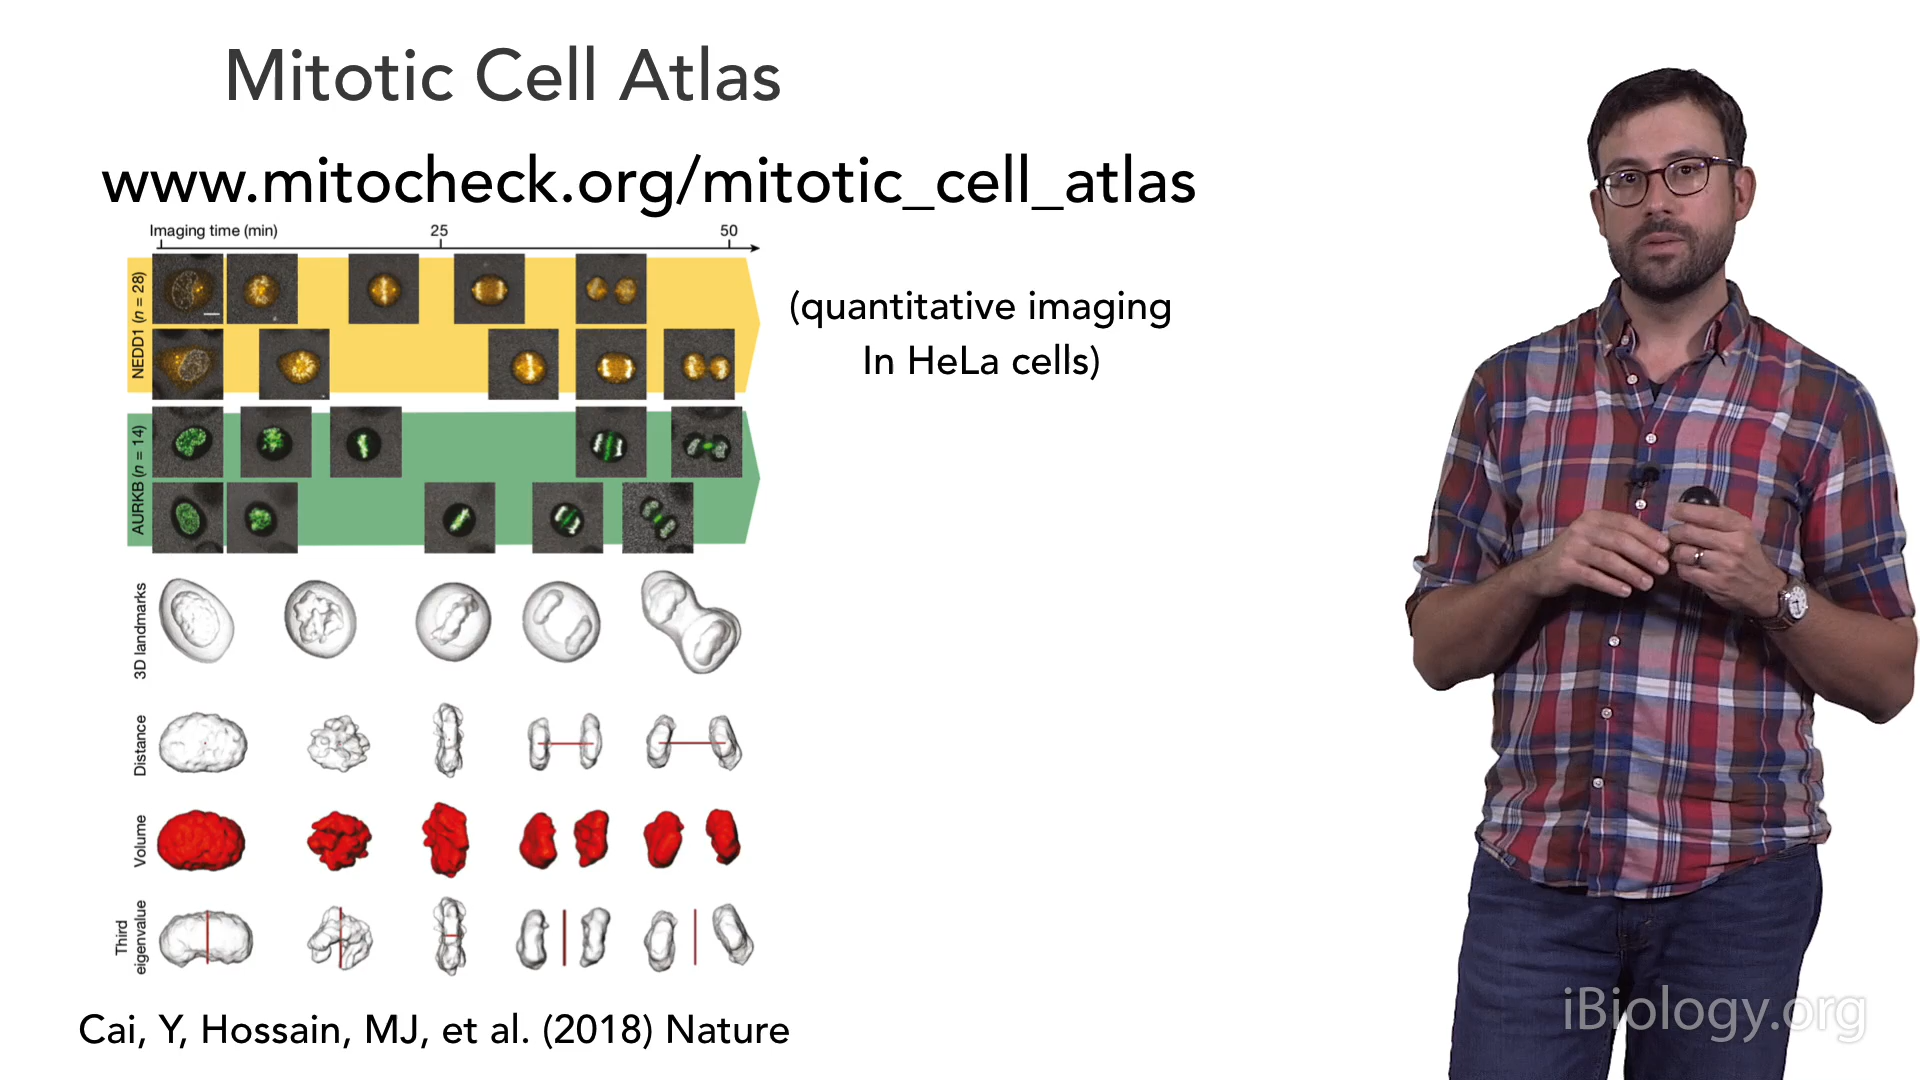 Mitotic Cell Atlas
www.mitocheck.org/mitotic_cell_atlas
Imaging time (min)
25
50
NEDD1 (n = 28)
(quantitative imaging
In HeLa cells)
AURKB (n = 14)
3D landmarks
Distance
Volume
Third
eigenvalue
Cai, Y, Hossain, MJ, et al. (2018) Nature
iBiology.org